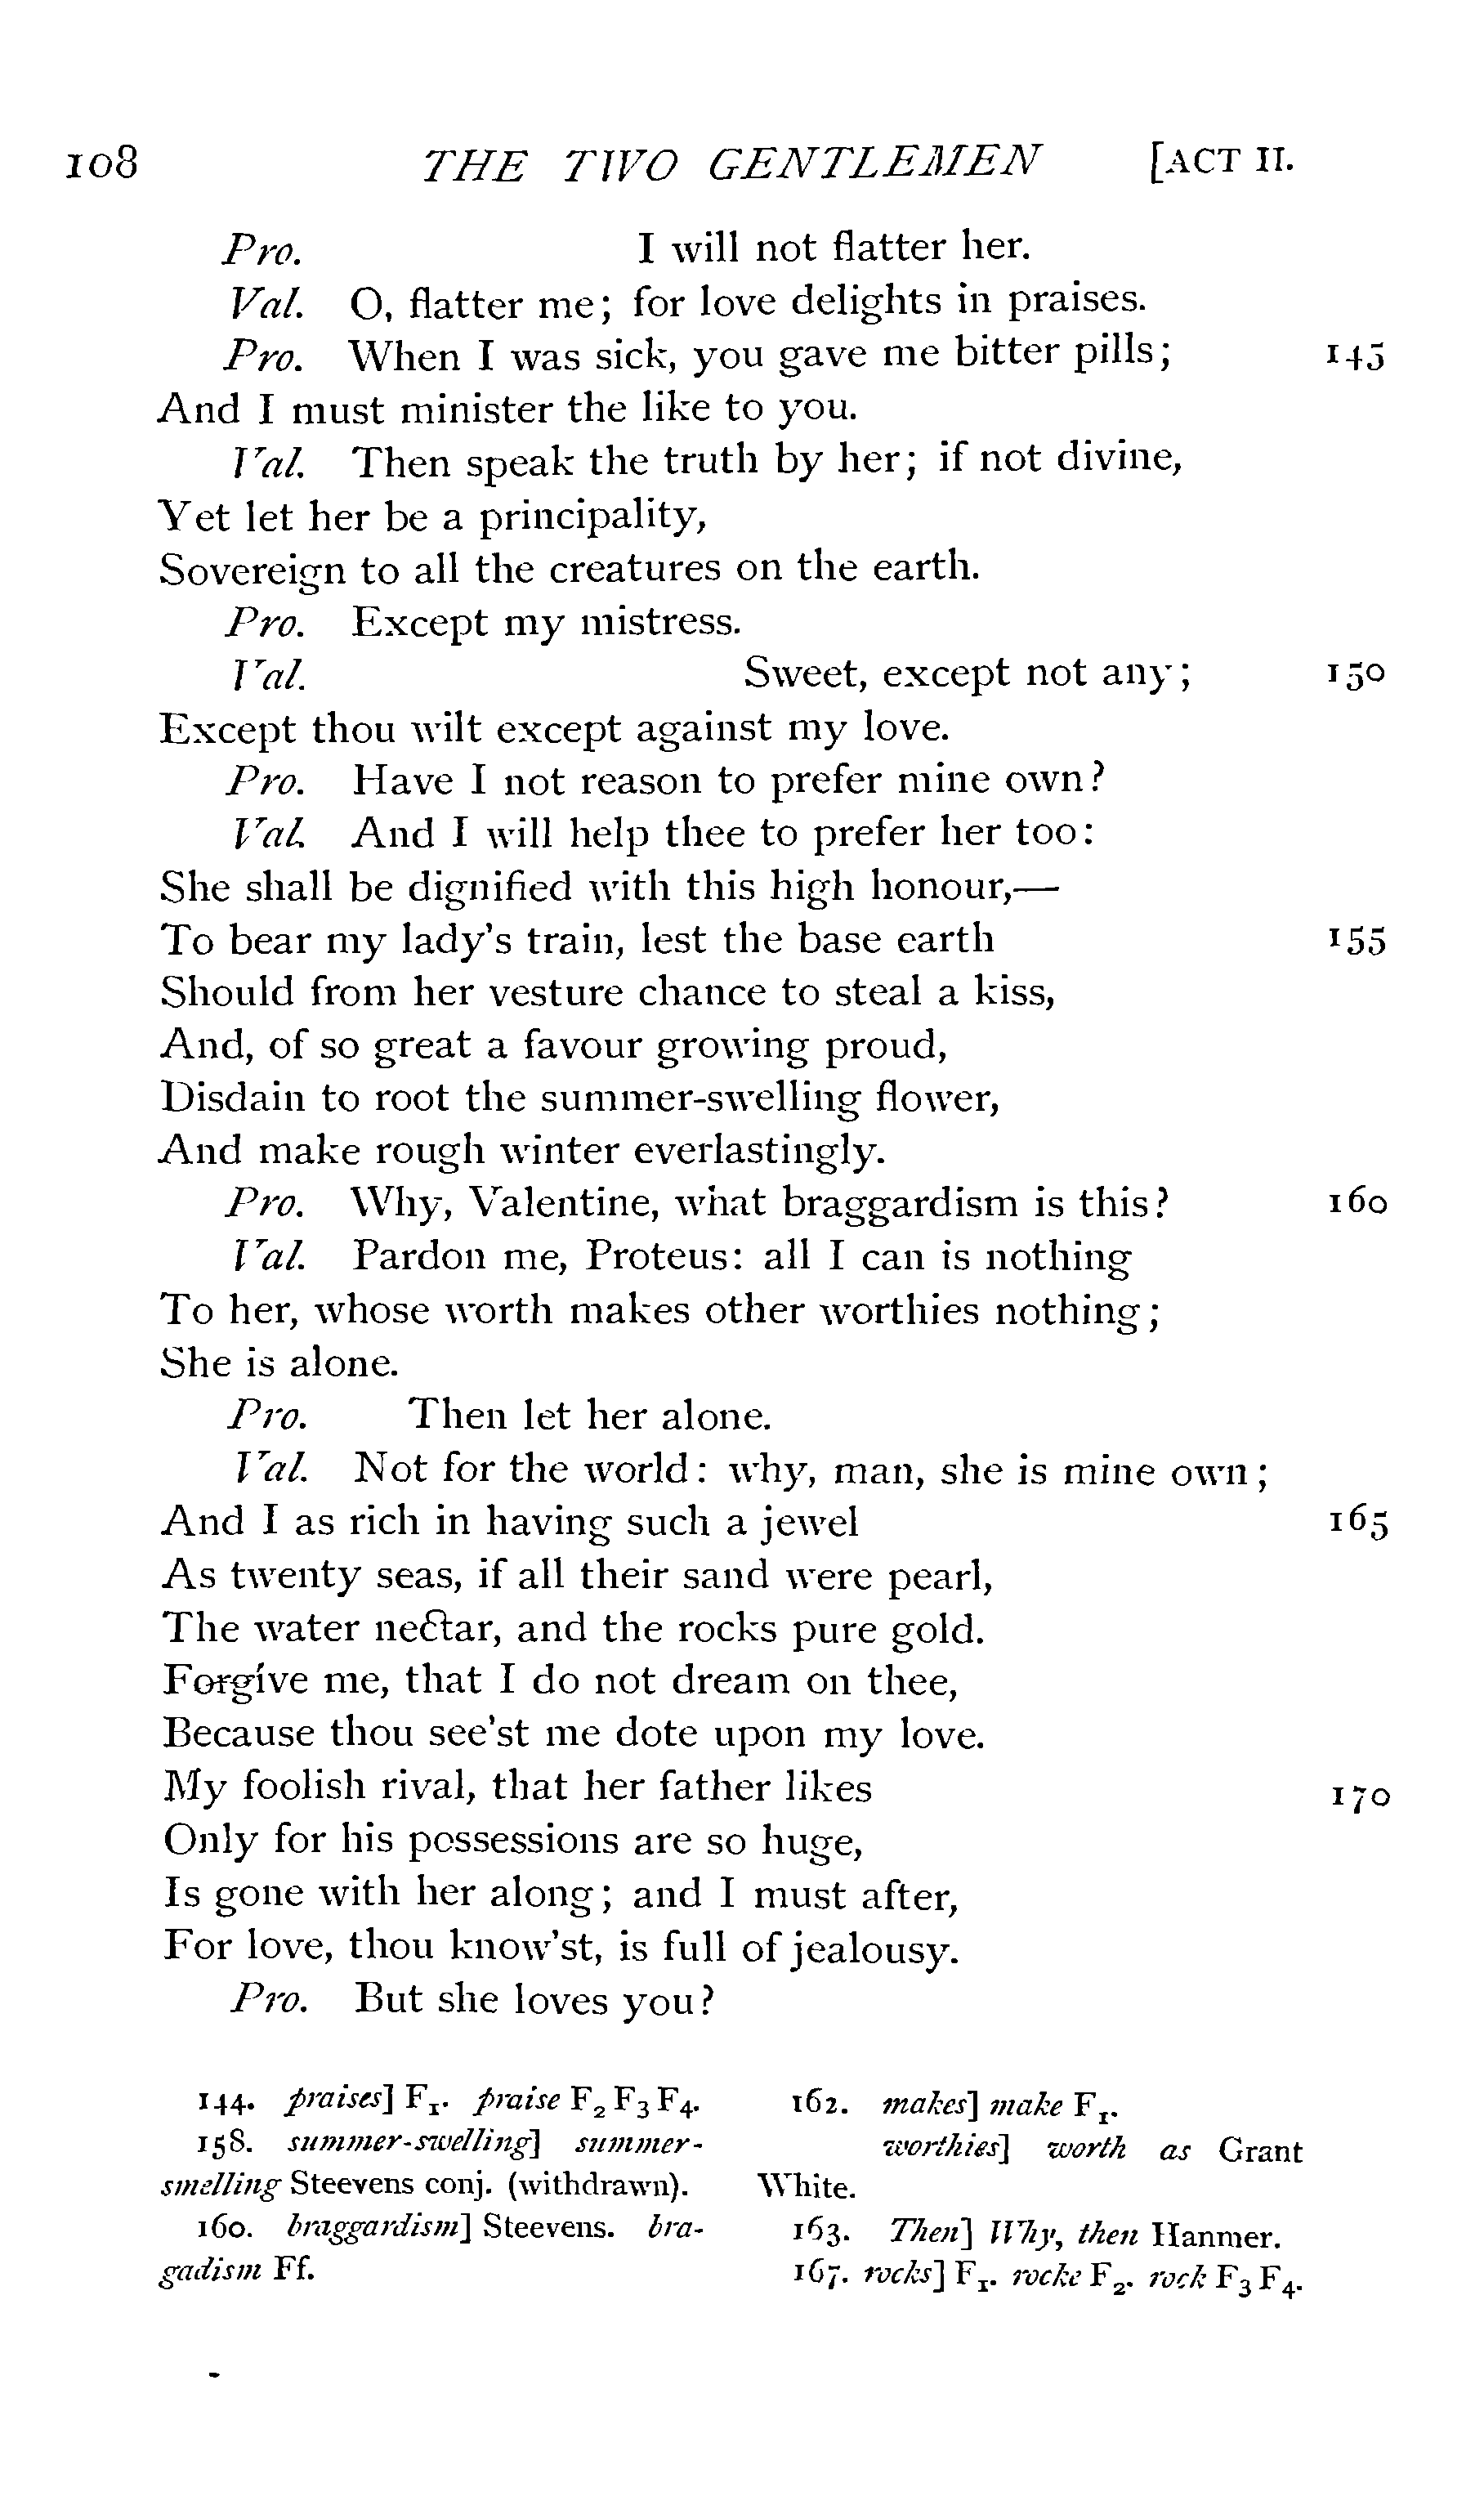 108 THE TWO GENTLEMEN [ACT II.
Pro. I will not flatter her.
Val. O, flatter me; for love delights in praises.
Pro. When I was sick, you gave me bitter pills; 145
And I must minister the like to you.
Val. Then speak the truth by her; if not divine,
Yet let her be a principality,
Sovereign to all the creatures on the earth.
Pro. Except my mistress.
Val. Sweet, except not any; 150
Except thou wilt except against my love.
Pro. Have I not reason to prefer mine own?
Val. And I will help thee to prefer her too:
She shall be dignified with this high honour,—
To bear my lady's train, lest the base earth 155
Should from her vesture chance to steal a kiss,
And, of so great a favour growing proud,
Disdain to root the summer-swelling flower,
And make rough winter everlastingly.
Pro. Why, Valentine, what braggardism is this? 160
Val. Pardon me, Proteus: all I can is nothing
To her, whose worth makes other worthies nothing;
She is alone.
Pro. Then let her alone.
Val. Not for the world: why, man, she is mine own;
And I as rich in having such a jewel 165
As twenty seas, if all their sand were pearl,
The water nectar, and the rocks pure gold.
Forgive me, that I do not dream on thee,
Because thou see'st me dote upon my love.
My foolish rival, that her father likes 170
Only for his possessions are so huge,
Is gone with her along; and I must after,
For love, thou know'st, is full of jealousy.
Pro. But she loves you?
144. praises] F1. praise F2 F3 F4.
158. summer-swelling] summer-
smelling Steevens conj. (withdrawn).
160. braggardism] Steevens. bra-
gadism Ff.
162. makes] make F1.
worthies] worth as Grant
White.
163. Then] Why, then Hanmer.
167. rocks] F1. rocke F2. rock F3 F4.